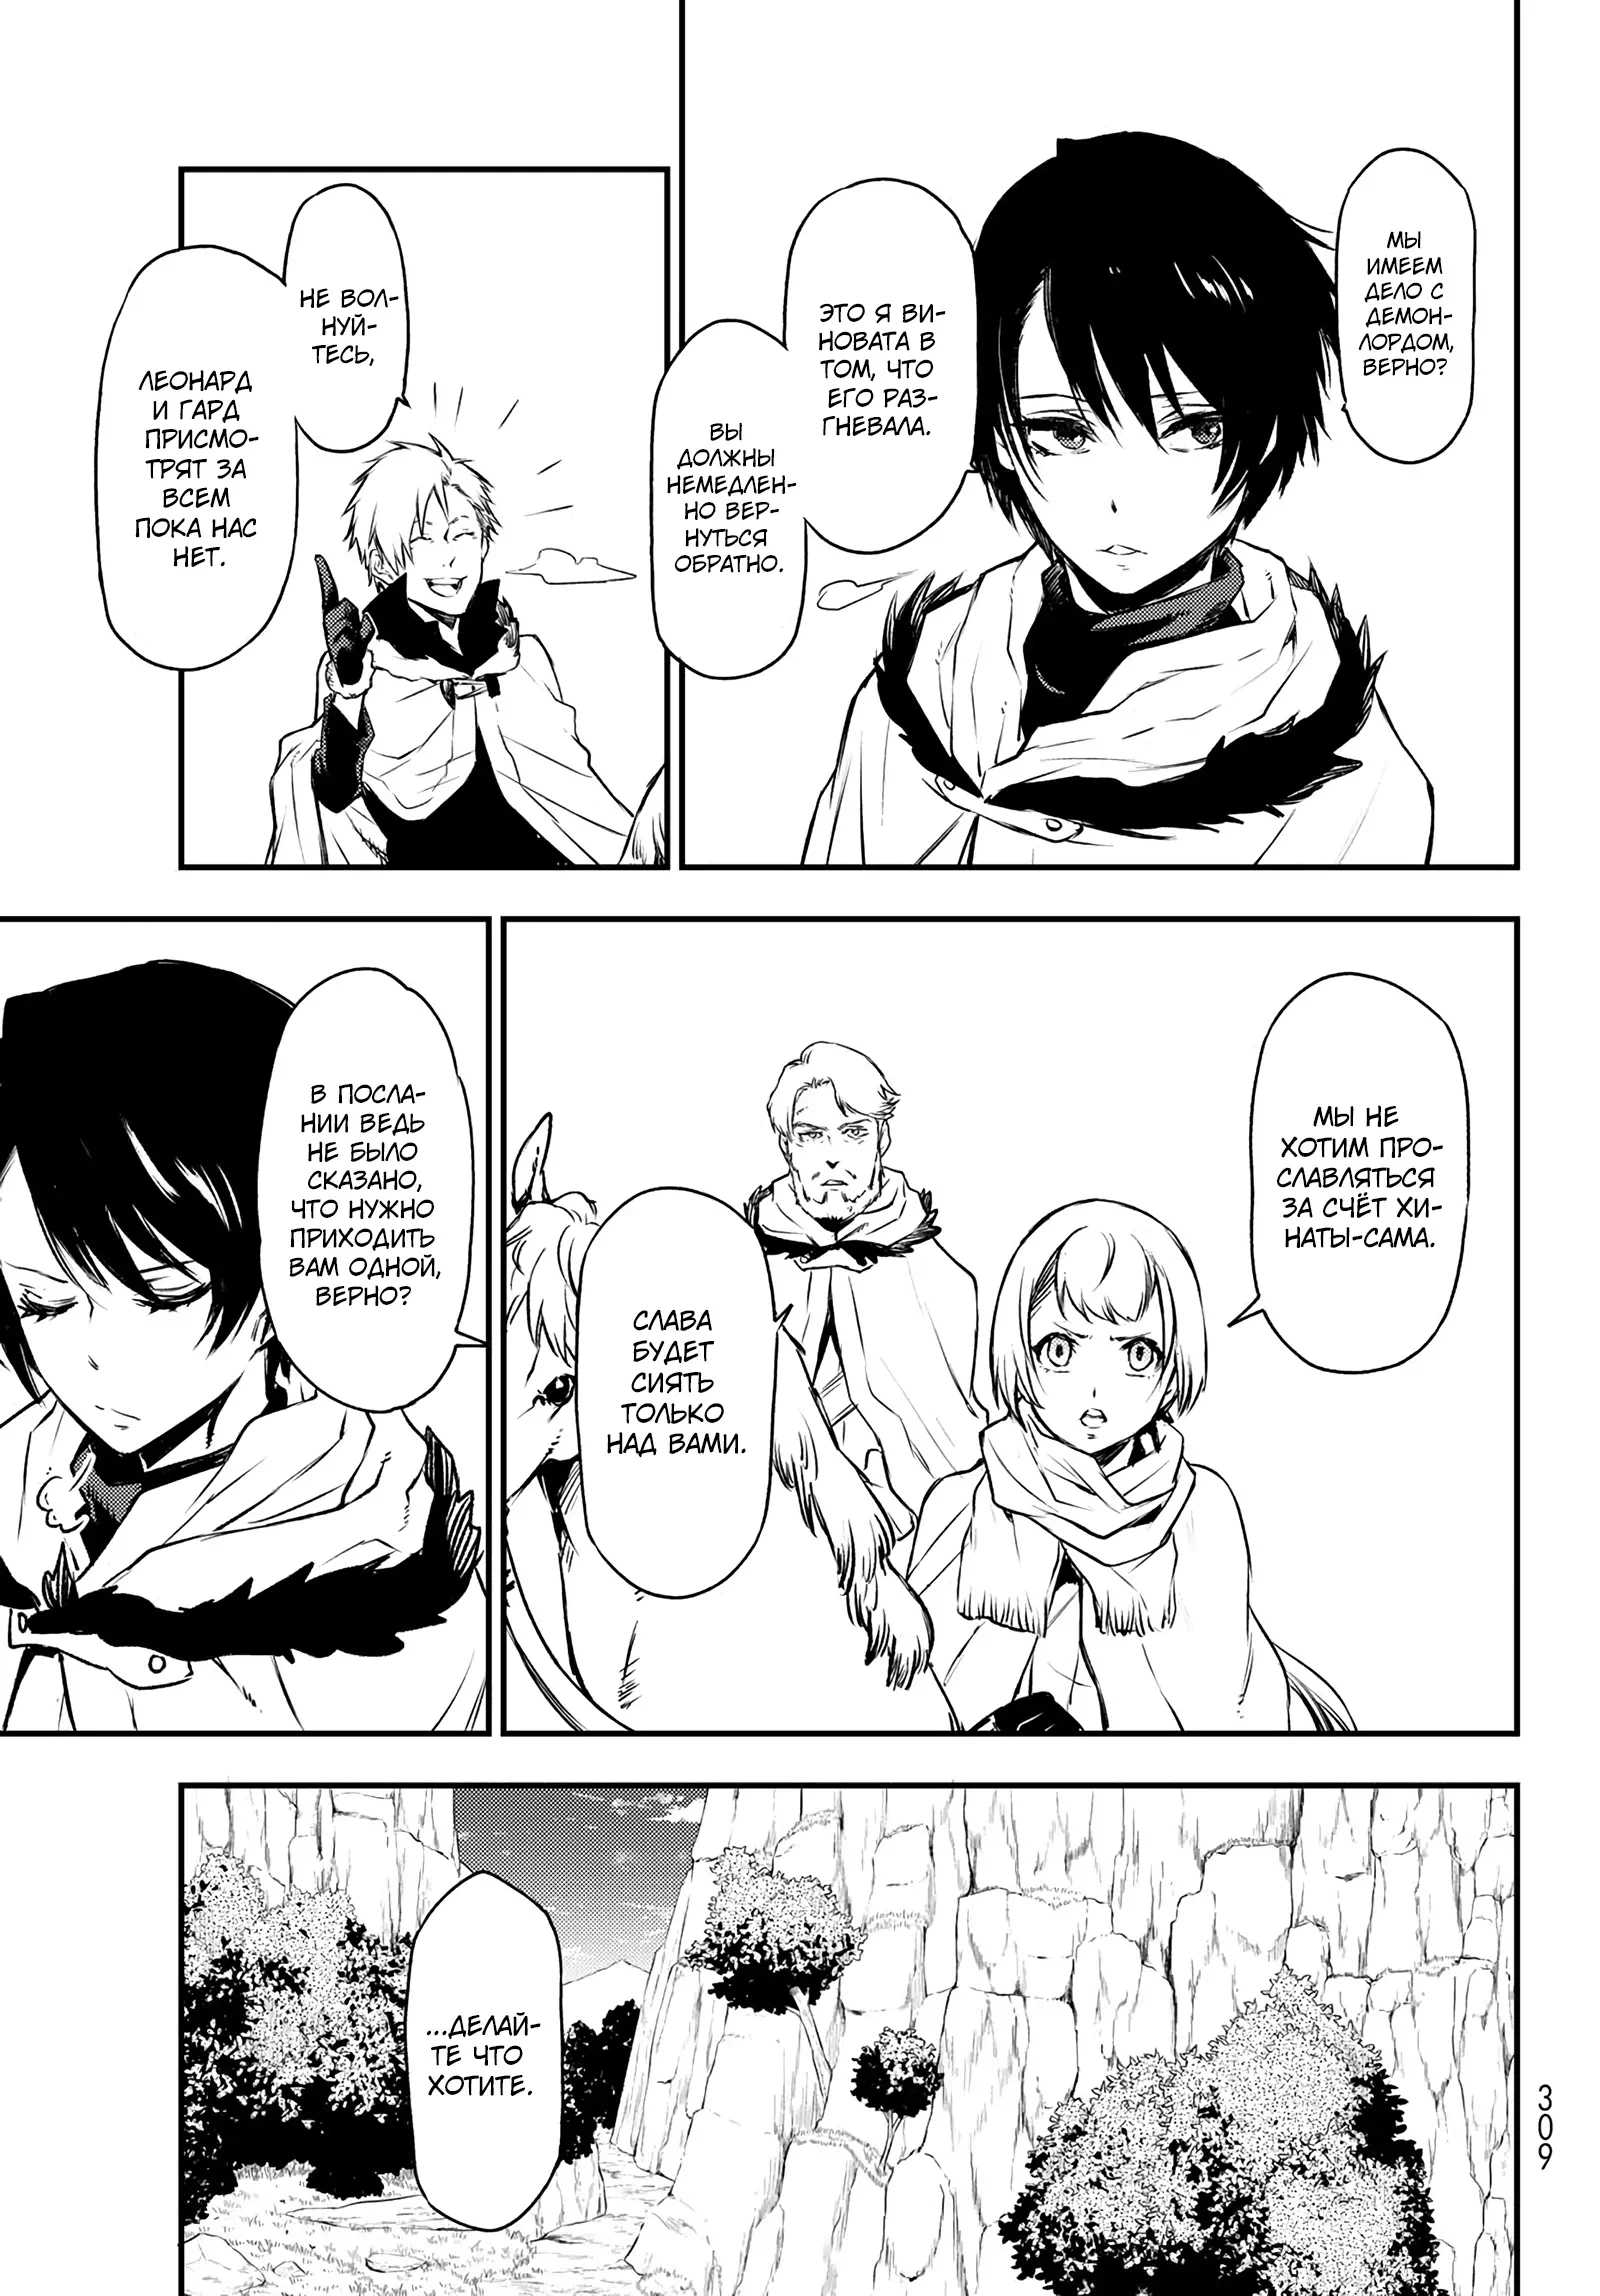 МЫ
ИМЕЕМ
ДЕЛО С
ДЕМОН-
ЛОРДОМ,
ВЕРНО?
ЭТО Я ВИ-
НОВАТА В
ТОМ, ЧТО
ЕГО РАЗ-
ГНЕВАЛА.
ВЫ
ДОЛЖНЫ
НЕМЕДЛЕН-
НО ВЕР-
НУТЬСЯ
ОБРАТНО.
НЕ ВОЛ-
НУЙ-
ТЕСЬ,
ЛЕОНАРД
И ГАРД
ПРИСМО-
ТРЯТ ЗА
ВСЕМ
ПОКА НАС
НЕТ.
МЫ НЕ
ХОТИМ ПРО-
СЛАВЛЯТЬСЯ
ЗА СЧЁТ ХИ-
НАТЫ-САМА.
СЛАВА
БУДЕТ
СИЯТЬ
ТОЛЬКО
НАД ВАМИ.
В ПОСЛА-
НИИ ВЕДЬ
НЕ БЫЛО
СКАЗАНО,
ЧТО НУЖНО
ПРИХОДИТЬ
ВАМ ОДНОЙ,
ВЕРНО?
...ДЕЛАЙ-
ТЕ ЧТО
ХОТИТЕ.
309